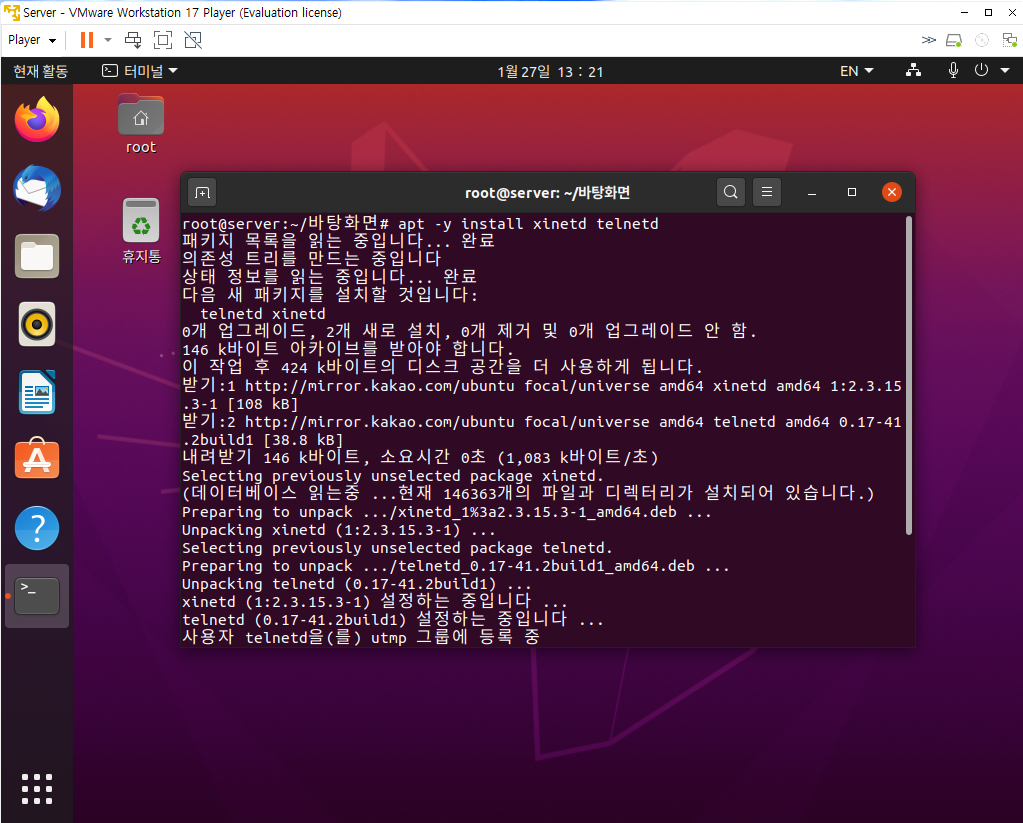 Server - VMware Workstation 17 Player (Evaluation license)
Player
현재 활동
터미널
1월 27일 13 : 21
EN
root
휴지통
root@server: ~/바탕화면
root@server:~/바탕화면# apt -y install xinetd telnetd
패키지 목록을 읽는 중입니다... 완료
의존성 트리를 만드는 중입니다
상태 정보를 읽는 중입니다... 완료
다음 새 패키지를 설치할 것입니다:
  telnetd xinetd
0개 업그레이드, 2개 새로 설치, 0개 제거 및 0개 업그레이드 안 함.
146 k바이트 아카이브를 받아야 합니다.
이 작업 후 424 k바이트의 디스크 공간을 더 사용하게 됩니다.
받기:1 http://mirror.kakao.com/ubuntu focal/universe amd64 xinetd amd64 1:2.3.15
.3-1 [108 kB]
받기:2 http://mirror.kakao.com/ubuntu focal/universe amd64 telnetd amd64 0.17-41
.2build1 [38.8 kB]
내려받기 146 k바이트, 소요시간 0초 (1,083 k바이트/초)
Selecting previously unselected package xinetd.
(데이터베이스 읽는중 ...현재 146363개의 파일과 디렉터리가 설치되어 있습니다.)
Preparing to unpack .../xinetd_1%3a2.3.15.3-1_amd64.deb ...
Unpacking xinetd (1:2.3.15.3-1) ...
Selecting previously unselected package telnetd.
Preparing to unpack .../telnetd_0.17-41.2build1_amd64.deb ...
Unpacking telnetd (0.17-41.2build1) ...
xinetd (1:2.3.15.3-1) 설정하는 중입니다 ...
telnetd (0.17-41.2build1) 설정하는 중입니다 ...
사용자 telnetd을(를) utmp 그룹에 등록 중